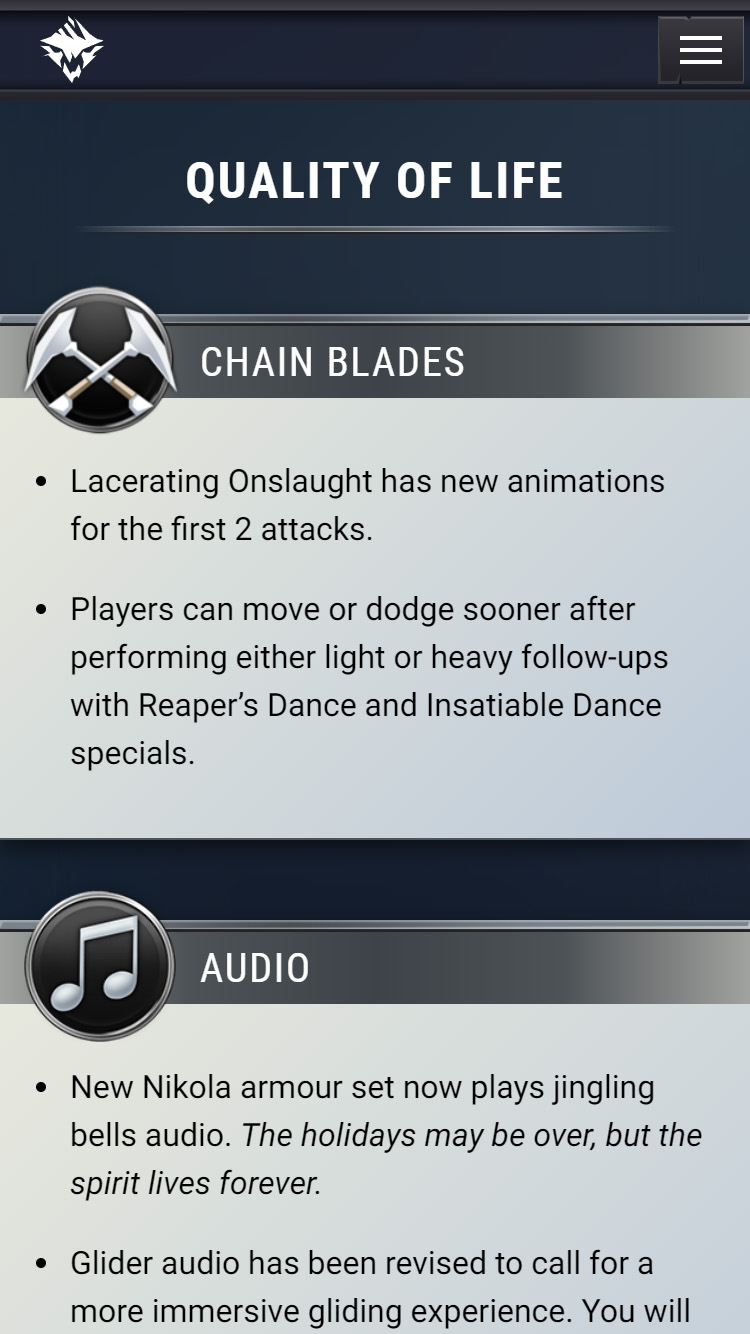 QUALITY OF LIFE
CHAIN BLADES
• Lacerating Onslaught has new animations
for the first 2 attacks.
• Players can move or dodge sooner after
performing either light or heavy follow-ups
with Reaper’s Dance and Insatiable Dance
specials.
AUDIO
• New Nikola armour set now plays jingling
bells audio. The holidays may be over, but the
spirit lives forever.
• Glider audio has been revised to call for a
more immersive gliding experience. You will